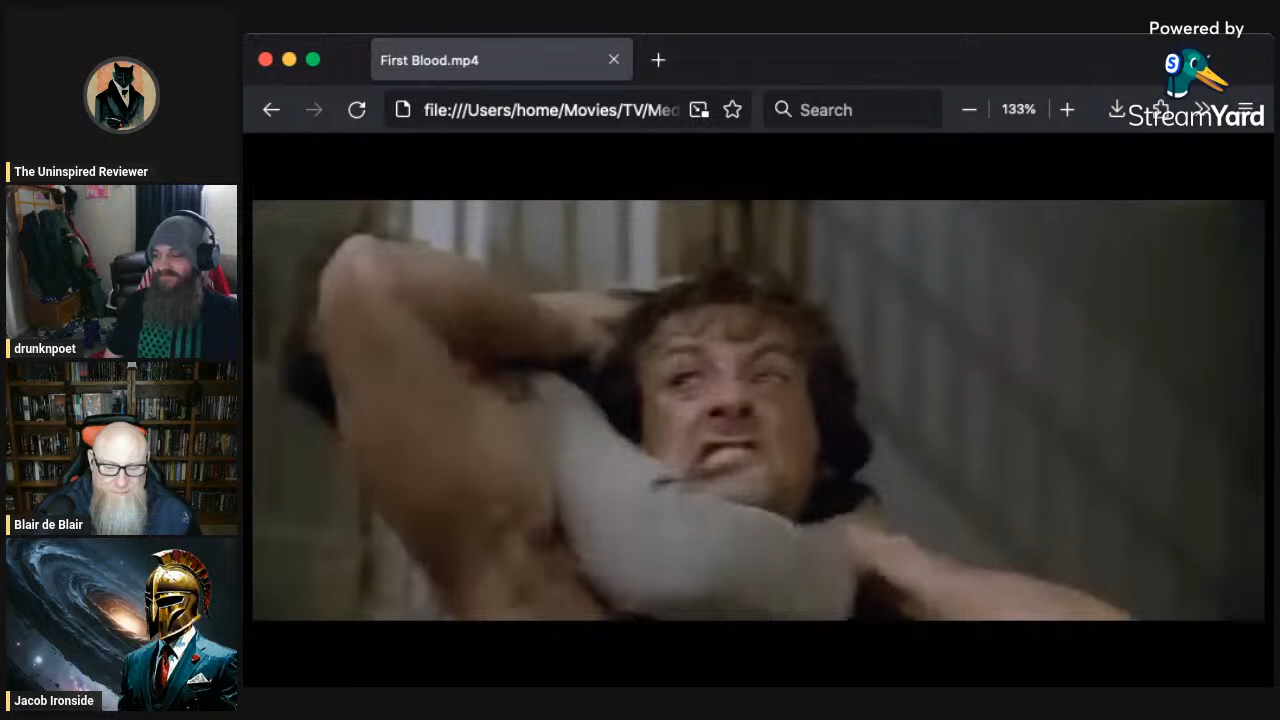 Powered by
StreamYard
First Blood.mp4
file:///Users/home/Movies/TV/Med
Search
133%
The Uninspired Reviewer
drunknpoet
Blair de Blair
Jacob Ironside